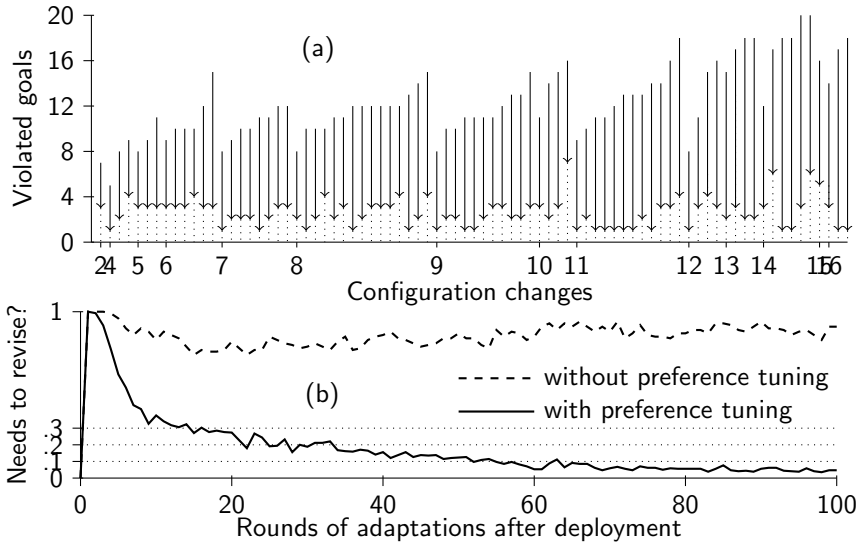 20
(a)
16
12
8
4
0
Violated goals
2 4 5 6 7 8 9 10 11 12 13 14 15 16
Configuration changes
1
(b)
without preference tuning
with preference tuning
.3
.2
.1
0
Needs to revise?
0 20 40 60 80 100
Rounds of adaptations after deployment